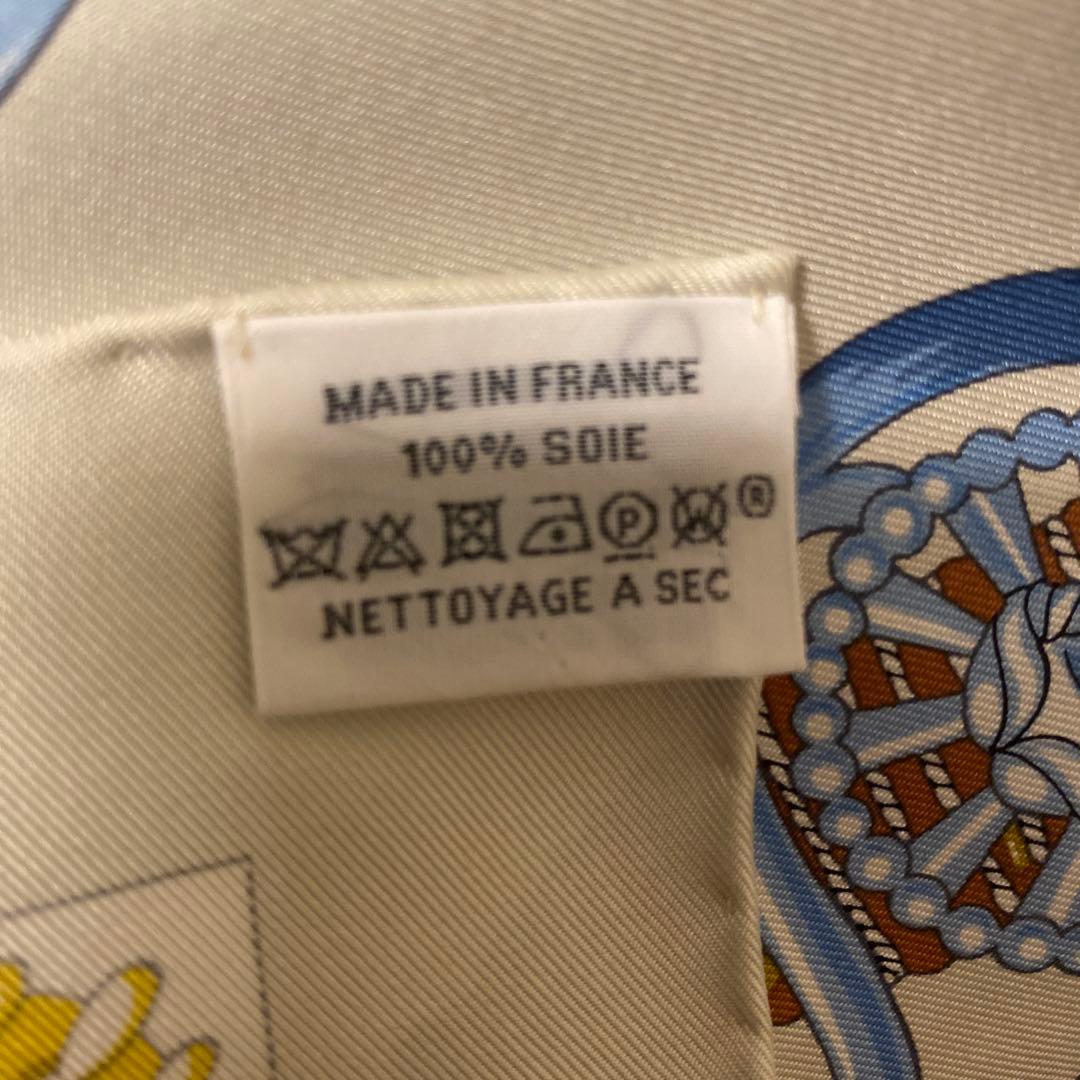 MADE IN FRANCE
100% SOIE
P W ®
NETTOYAGE A SEC